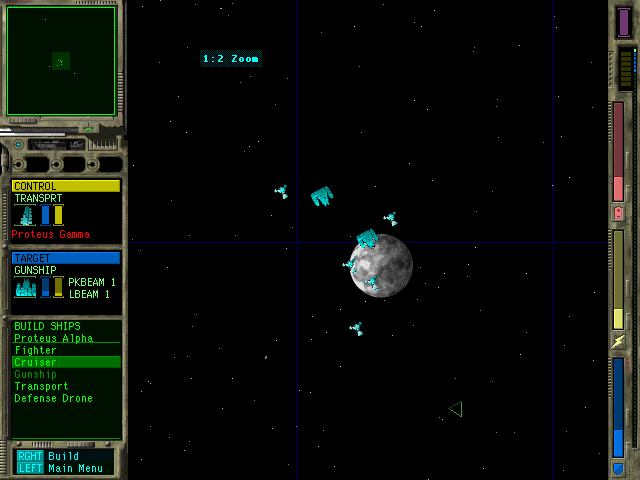 1:2 Zoom
CONTROL
TRANSPRT
Proteus Gamma
TARGET
GUNSHIP
PKBEAM 1
LBEAM 1
BUILD SHIPS
Proteus Alpha
Fighter
Cruiser
Gunship
Transport
Defense Drone
RGHT Build
LEFT Main Menu